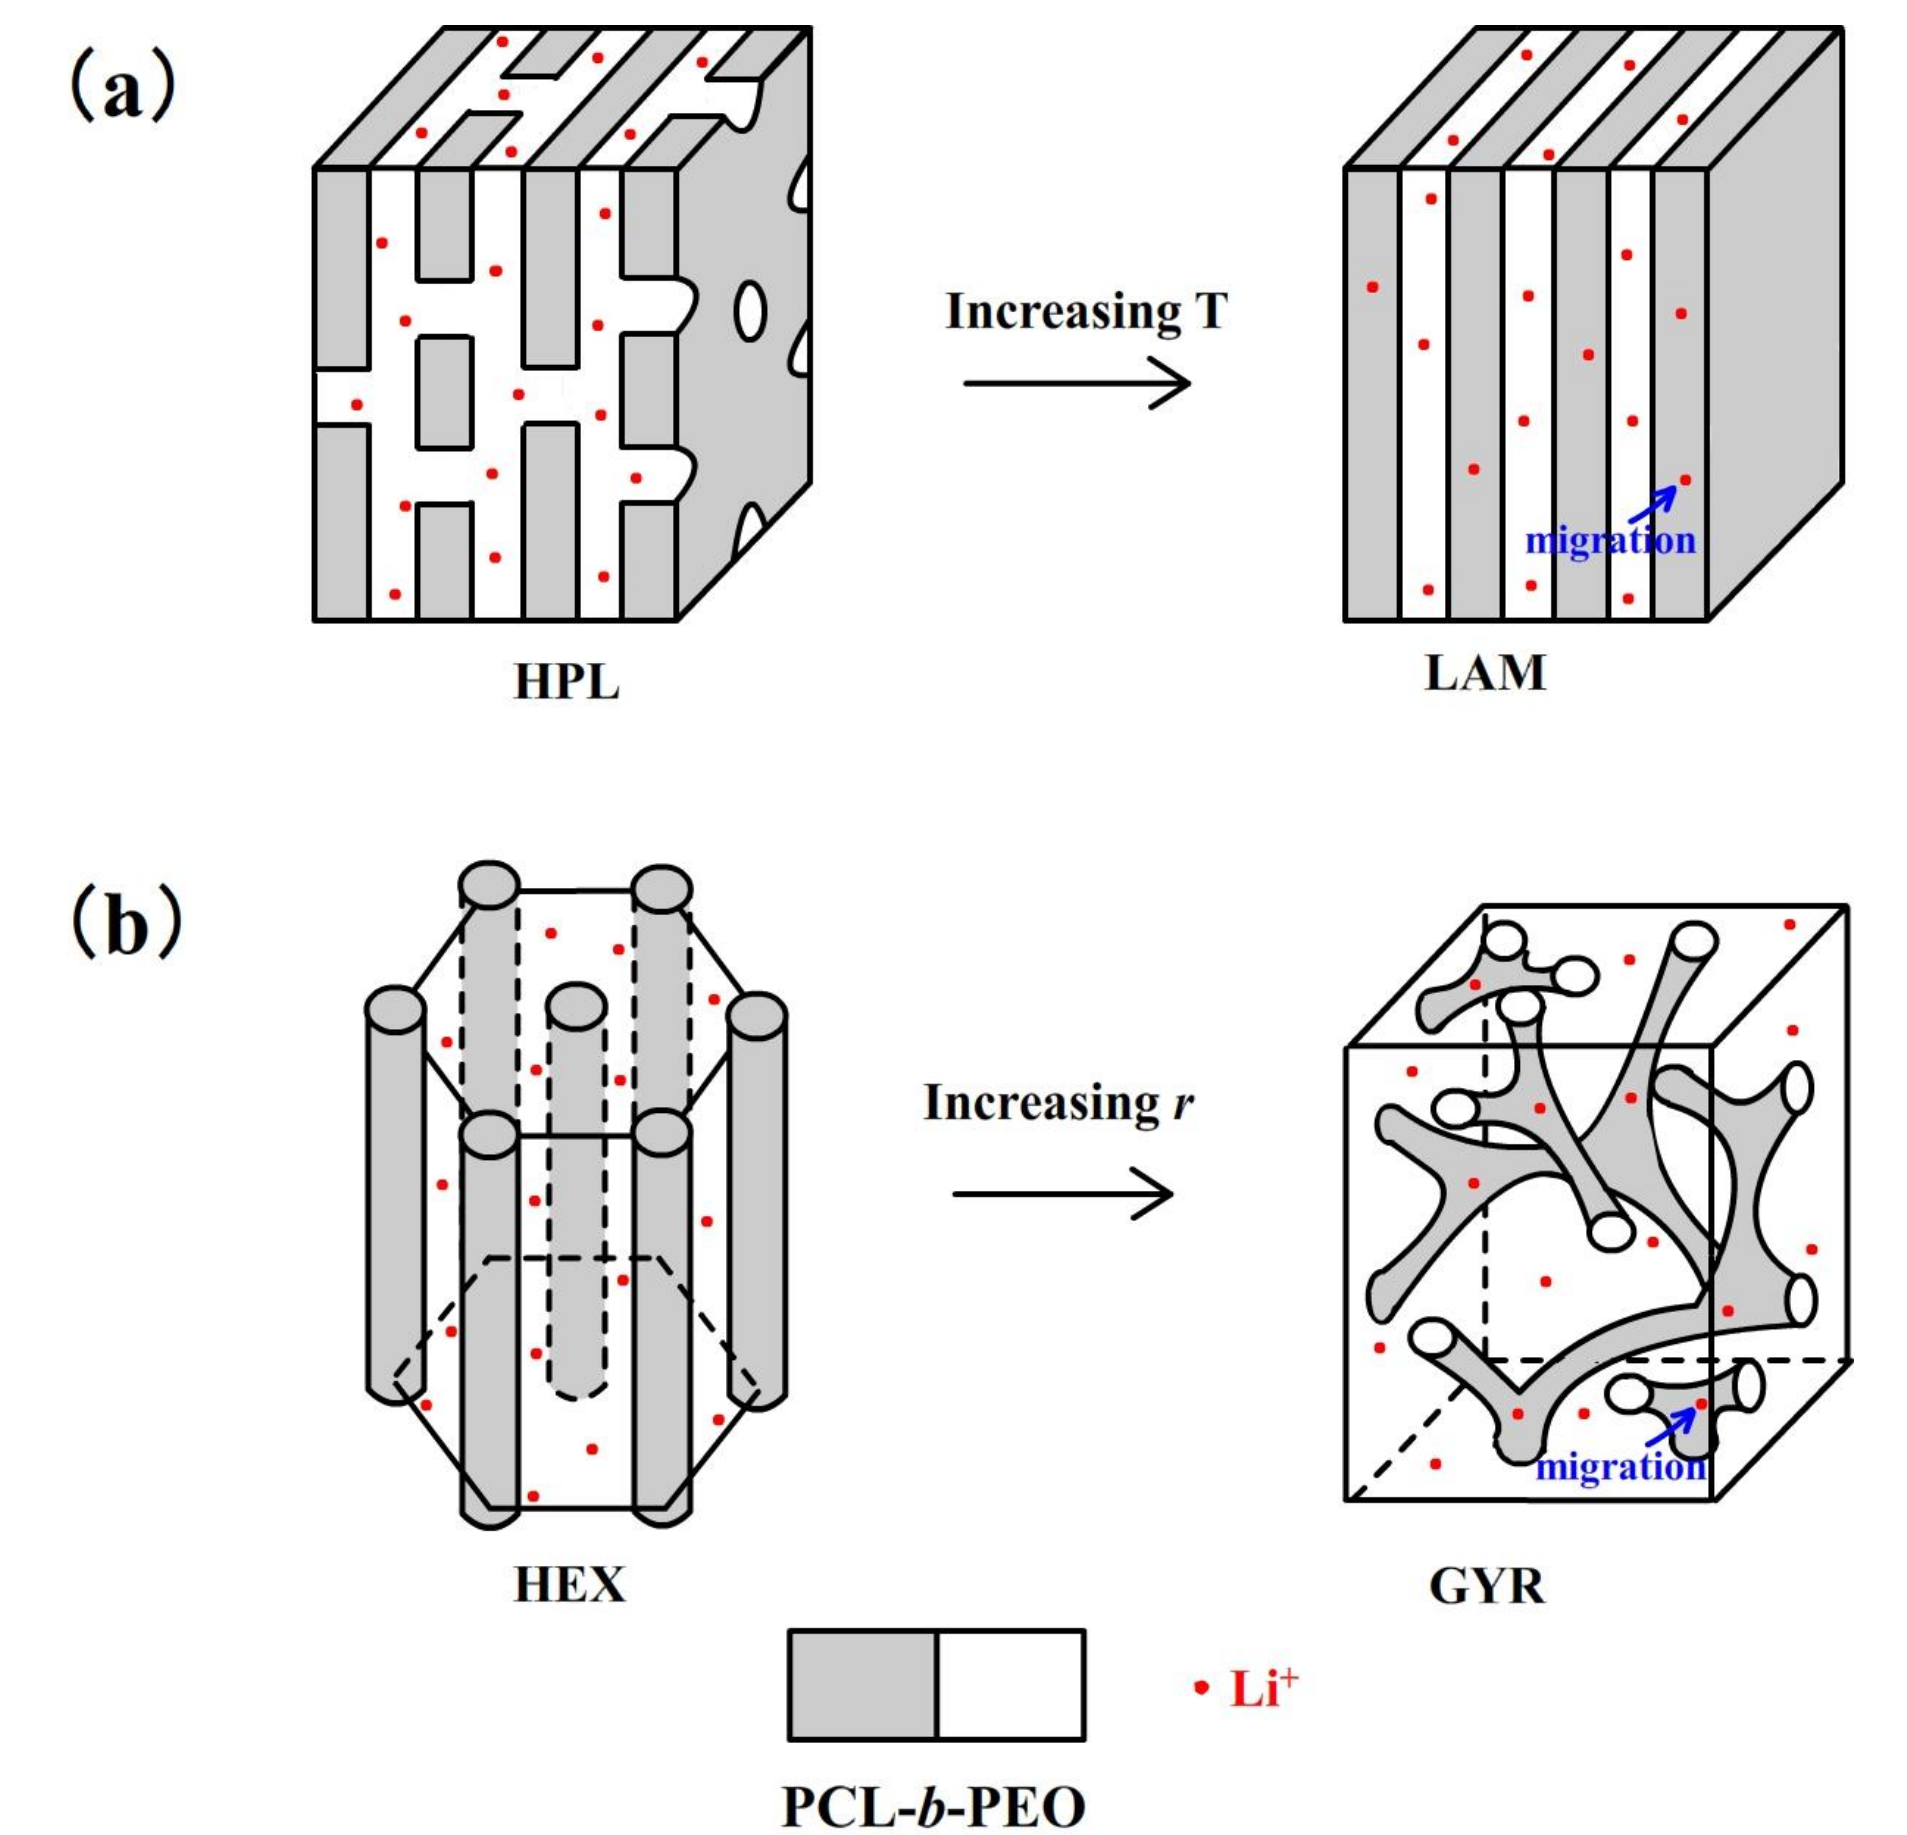 (a)
Increasing T
migration
HPL
LAM
(b)
Increasing r
migration
HEX
GYR
Li⁺
PCL-b-PEO